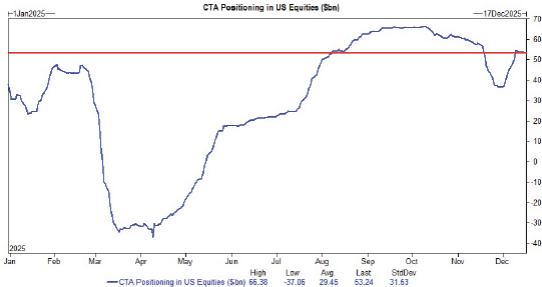 CTA Positioning in US Equities ($bn)
1Jan2025
17Dec2025
70
60
50
40
30
20
10
0
-10
-20
-30
-40
2025
Jan Feb Mar Apr May Jun Jul Aug Sep Oct Nov Dec
High Low Avg Last StdDev
CTA Positioning in US Equities ($bn) 66.38 -37.06 29.45 53.24 31.63